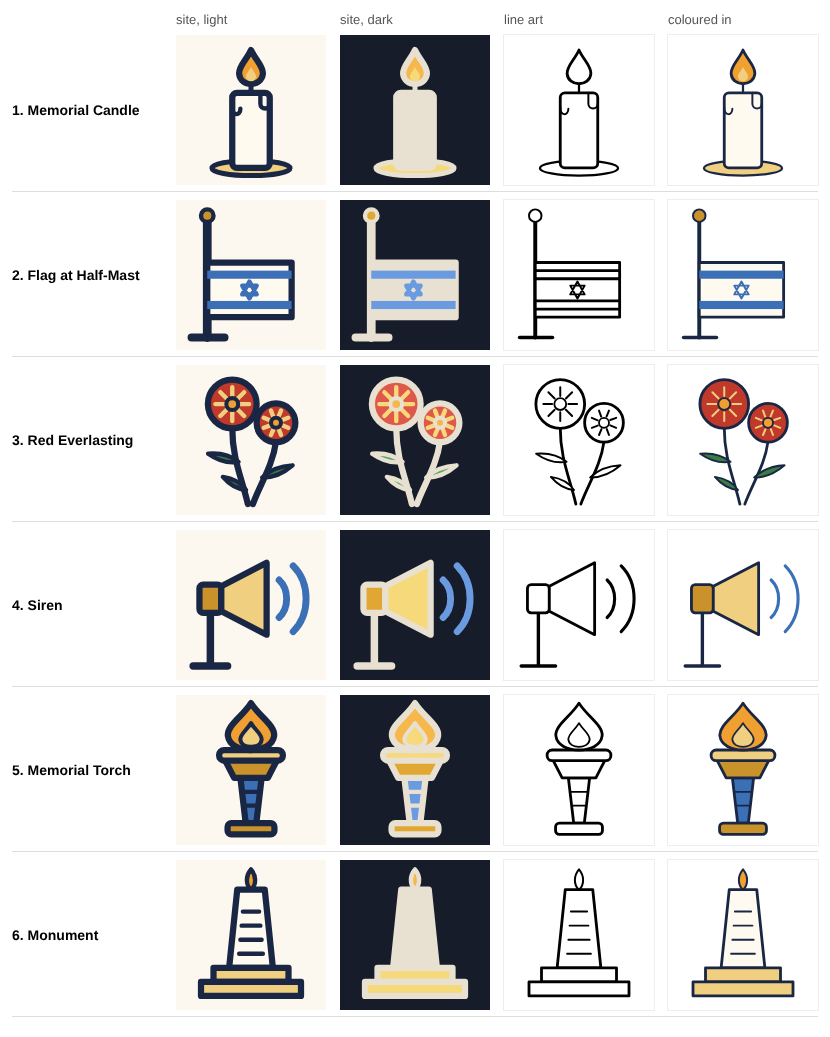 site, light
site, dark
line art
coloured in
1. Memorial Candle
2. Flag at Half-Mast
3. Red Everlasting
4. Siren
5. Memorial Torch
6. Monument